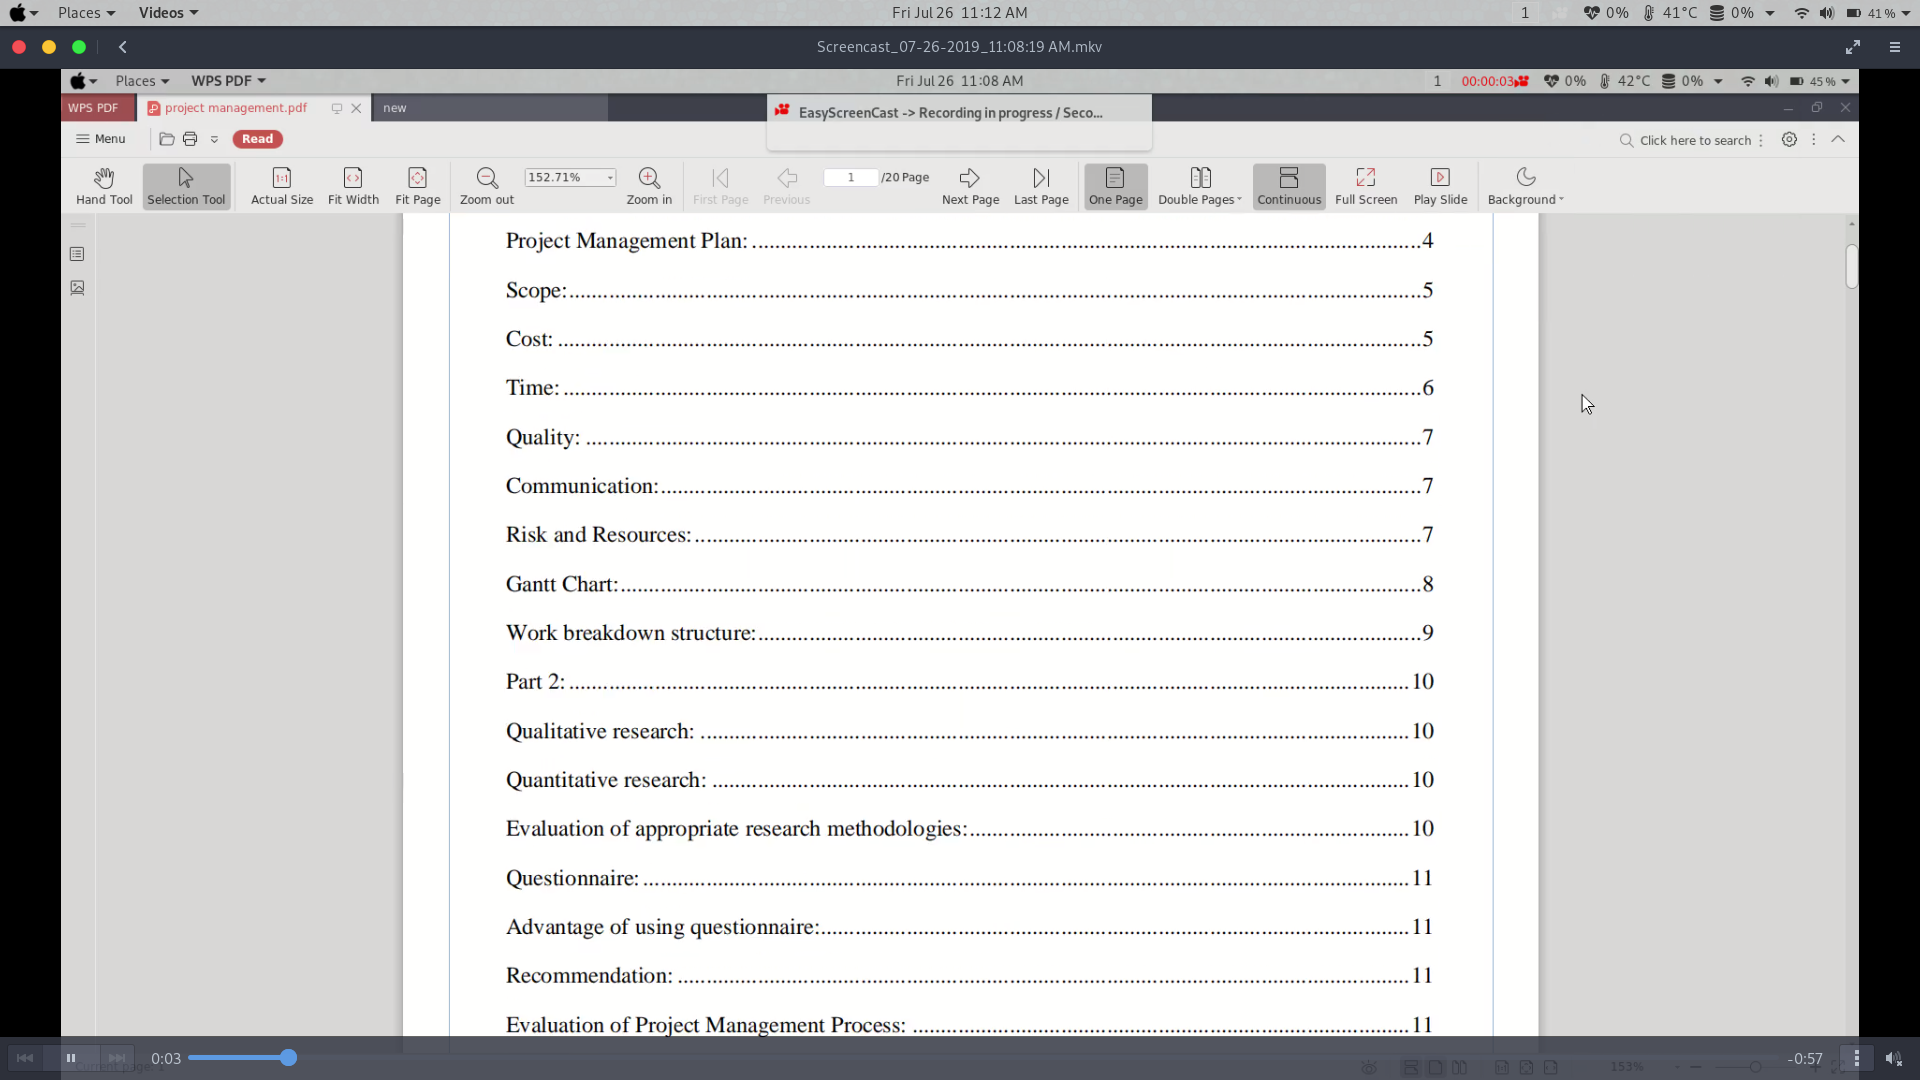 Places Videos Fri Jul 26 11:12 AM 1 0% 41°C 0% 41 %
Screencast_07-26-2019_11:08:19 AM.mkv
Places WPS PDF Fri Jul 26 11:08 AM 1 00:00:03 0% 42°C 0% 45 %
WPS PDF project management.pdf new
EasyScreenCast -> Recording in progress / Seco...
Menu Read Click here to search
152.71% 1 /20 Page
Hand Tool Selection Tool Actual Size Fit Width Fit Page Zoom out Zoom in First Page Previous Next Page Last Page One Page Double Pages Continuous Full Screen Play Slide Background
Project Management Plan: 4
Scope: 5
Cost: 5
Time: 6
Quality: 7
Communication: 7
Risk and Resources: 7
Gantt Chart: 8
Work breakdown structure: 9
Part 2: 10
Qualitative research: 10
Quantitative research: 10
Evaluation of appropriate research methodologies: 10
Questionnaire: 11
Advantage of using questionnaire: 11
Recommendation: 11
Evaluation of Project Management Process: 11
0:03 -0:57
Current page: 1 153%